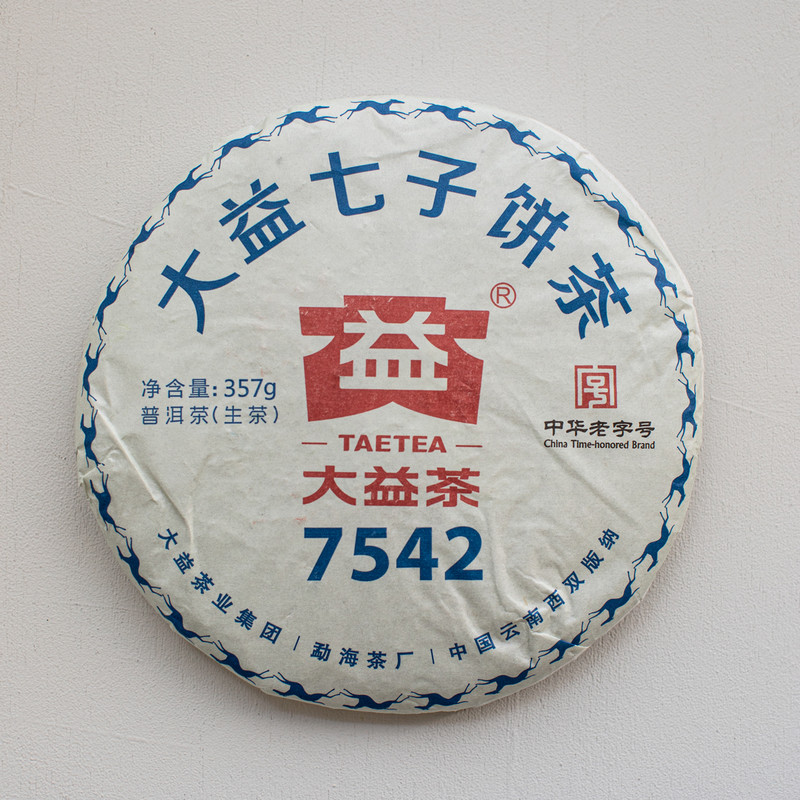 大益七子饼茶
益®
净含量:357g
普洱茶(生茶)
TAETEA
大益茶
7542
中华老字号
China Time-honored Brand
大益茶业集团|勐海茶厂|中国云南西双版纳